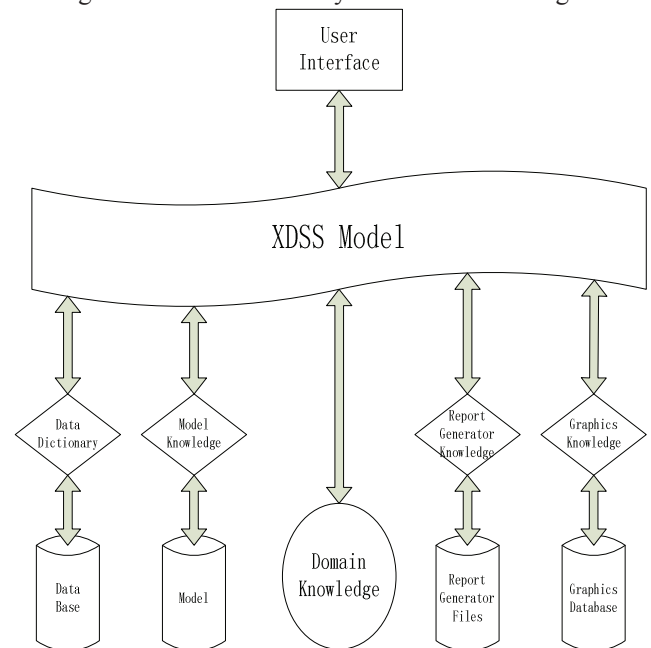 User
Interface
XDSS Model
Data
Dictionary
Model
Knowledge
Report
Generator
Knowledge
Graphics
Knowledge
Data
Base
Model
Domain
Knowledge
Report
Generator
Files
Graphics
Database